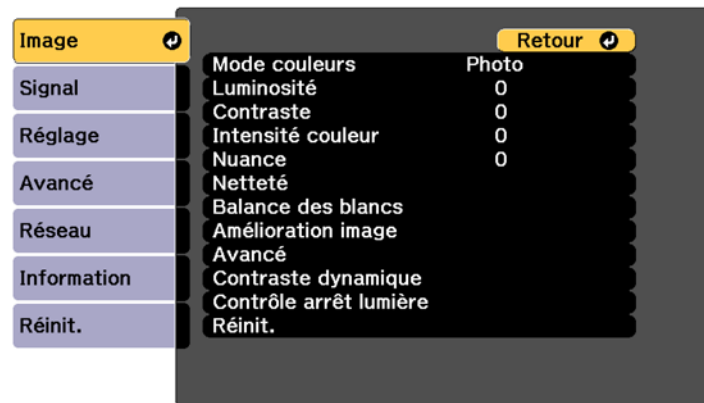 Image
Signal
Réglage
Avancé
Réseau
Information
Réinit.
Retour
Mode couleurs Photo
Luminosité 0
Contraste 0
Intensité couleur 0
Nuance 0
Netteté
Balance des blancs
Amélioration image
Avancé
Contraste dynamique
Contrôle arrêt lumière
Réinit.